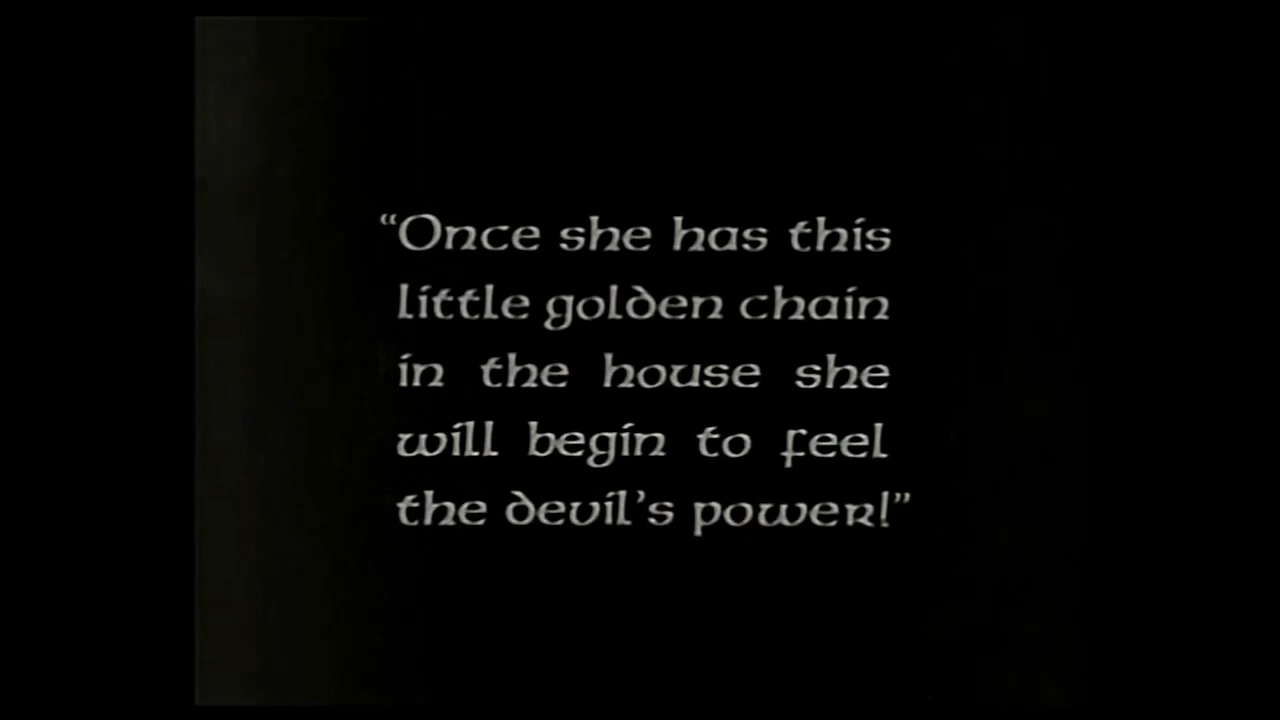 “Once she has this
little golden chain
in the house she
will begin to feel
the devil’s power!”